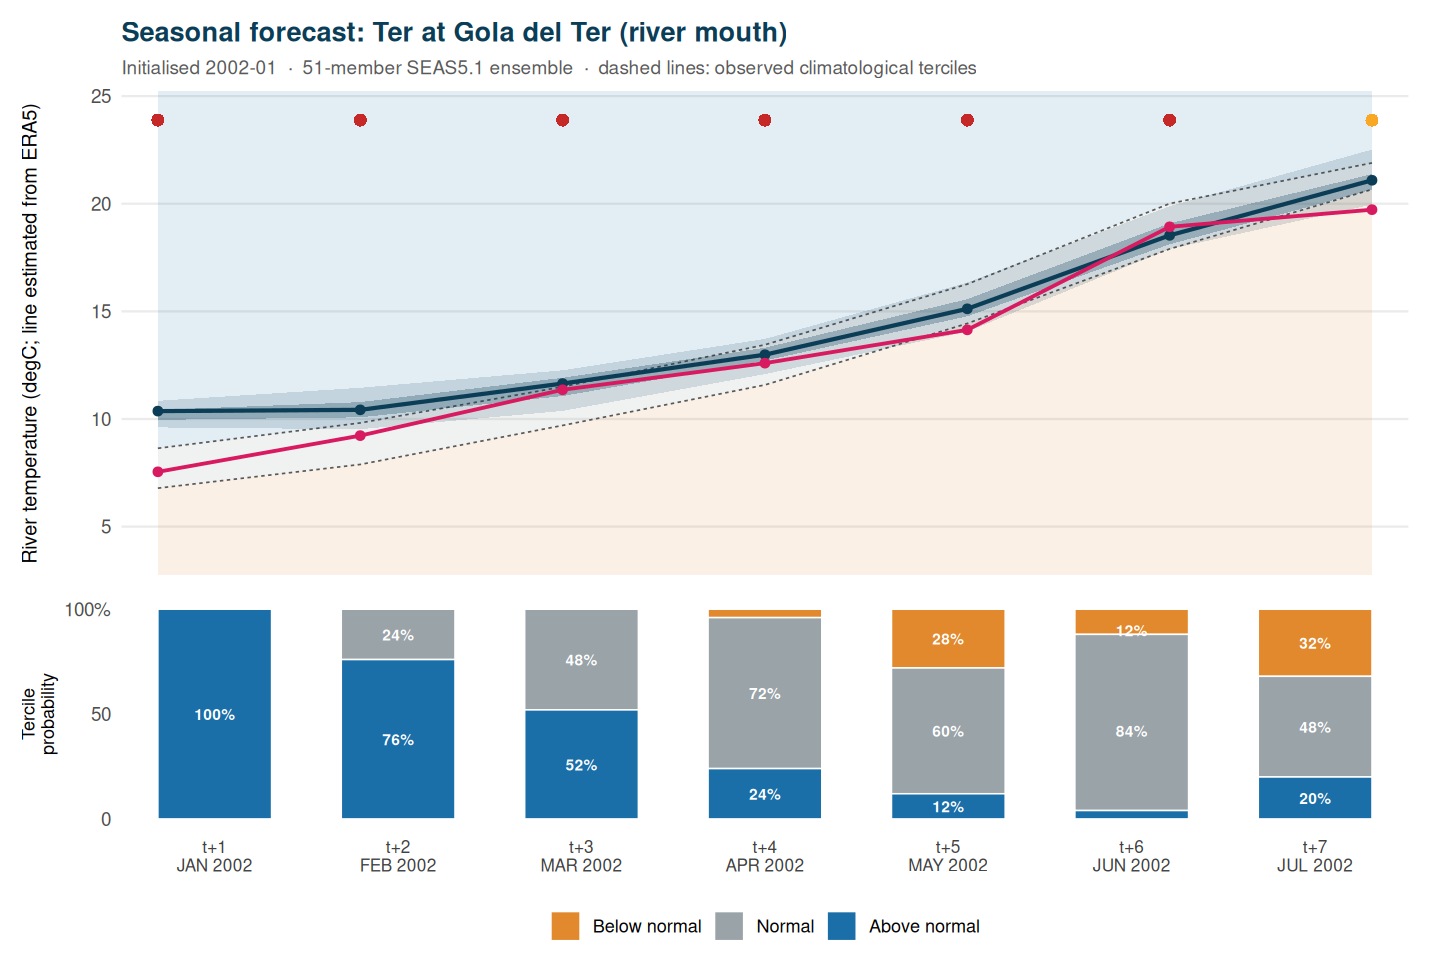 Seasonal forecast: Ter at Gola del Ter (river mouth)
Initialised 2002-01 · 51-member SEAS5.1 ensemble · dashed lines: observed climatological terciles
River temperature (degC; line estimated from ERA5)
25
20
15
10
5
Tercile
probability
100%
50
0
100%
24%
76%
48%
52%
72%
24%
28%
60%
12%
12%
84%
32%
48%
20%
t+1
JAN 2002
t+2
FEB 2002
t+3
MAR 2002
t+4
APR 2002
t+5
MAY 2002
t+6
JUN 2002
t+7
JUL 2002
Below normal
Normal
Above normal